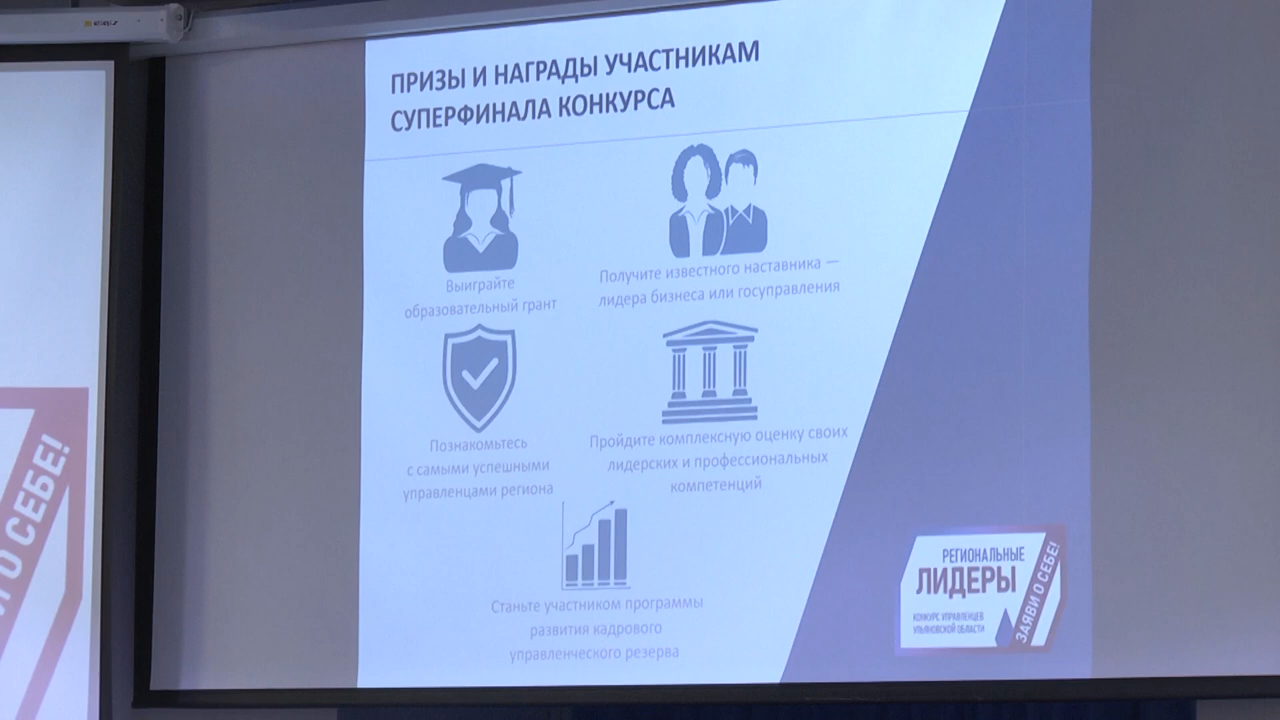 ПРИЗЫ И НАГРАДЫ УЧАСТНИКАМ
СУПЕРФИНАЛА КОНКУРСА
Выиграйте
образовательный грант
Получите известного наставника —
лидера бизнеса или госуправления
Познакомьтесь
с самыми успешными
управленцами региона
Пройдите комплексную оценку своих
лидерских и профессиональных
компетенций
Станьте участником программы
развития кадрового
управленческого резерва
РЕГИОНАЛЬНЫЕ
ЛИДЕРЫ
КОНКУРС УПРАВЛЕНЦЕВ
УЛЬЯНОВСКОЙ ОБЛАСТИ
ЗАЯВИ О СЕБЕ!
И О СЕБЕ!